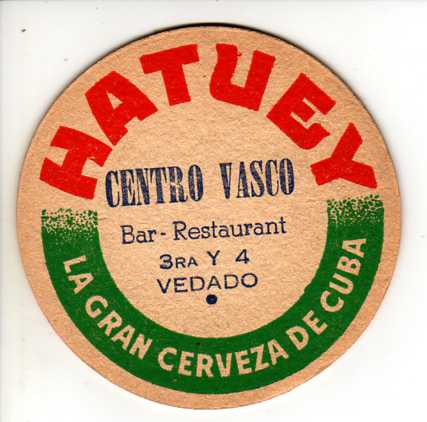 HATUEY
CENTRO VASCO
Bar - Restaurant
3RA Y 4
VEDADO
LA GRAN CERVEZA DE CUBA